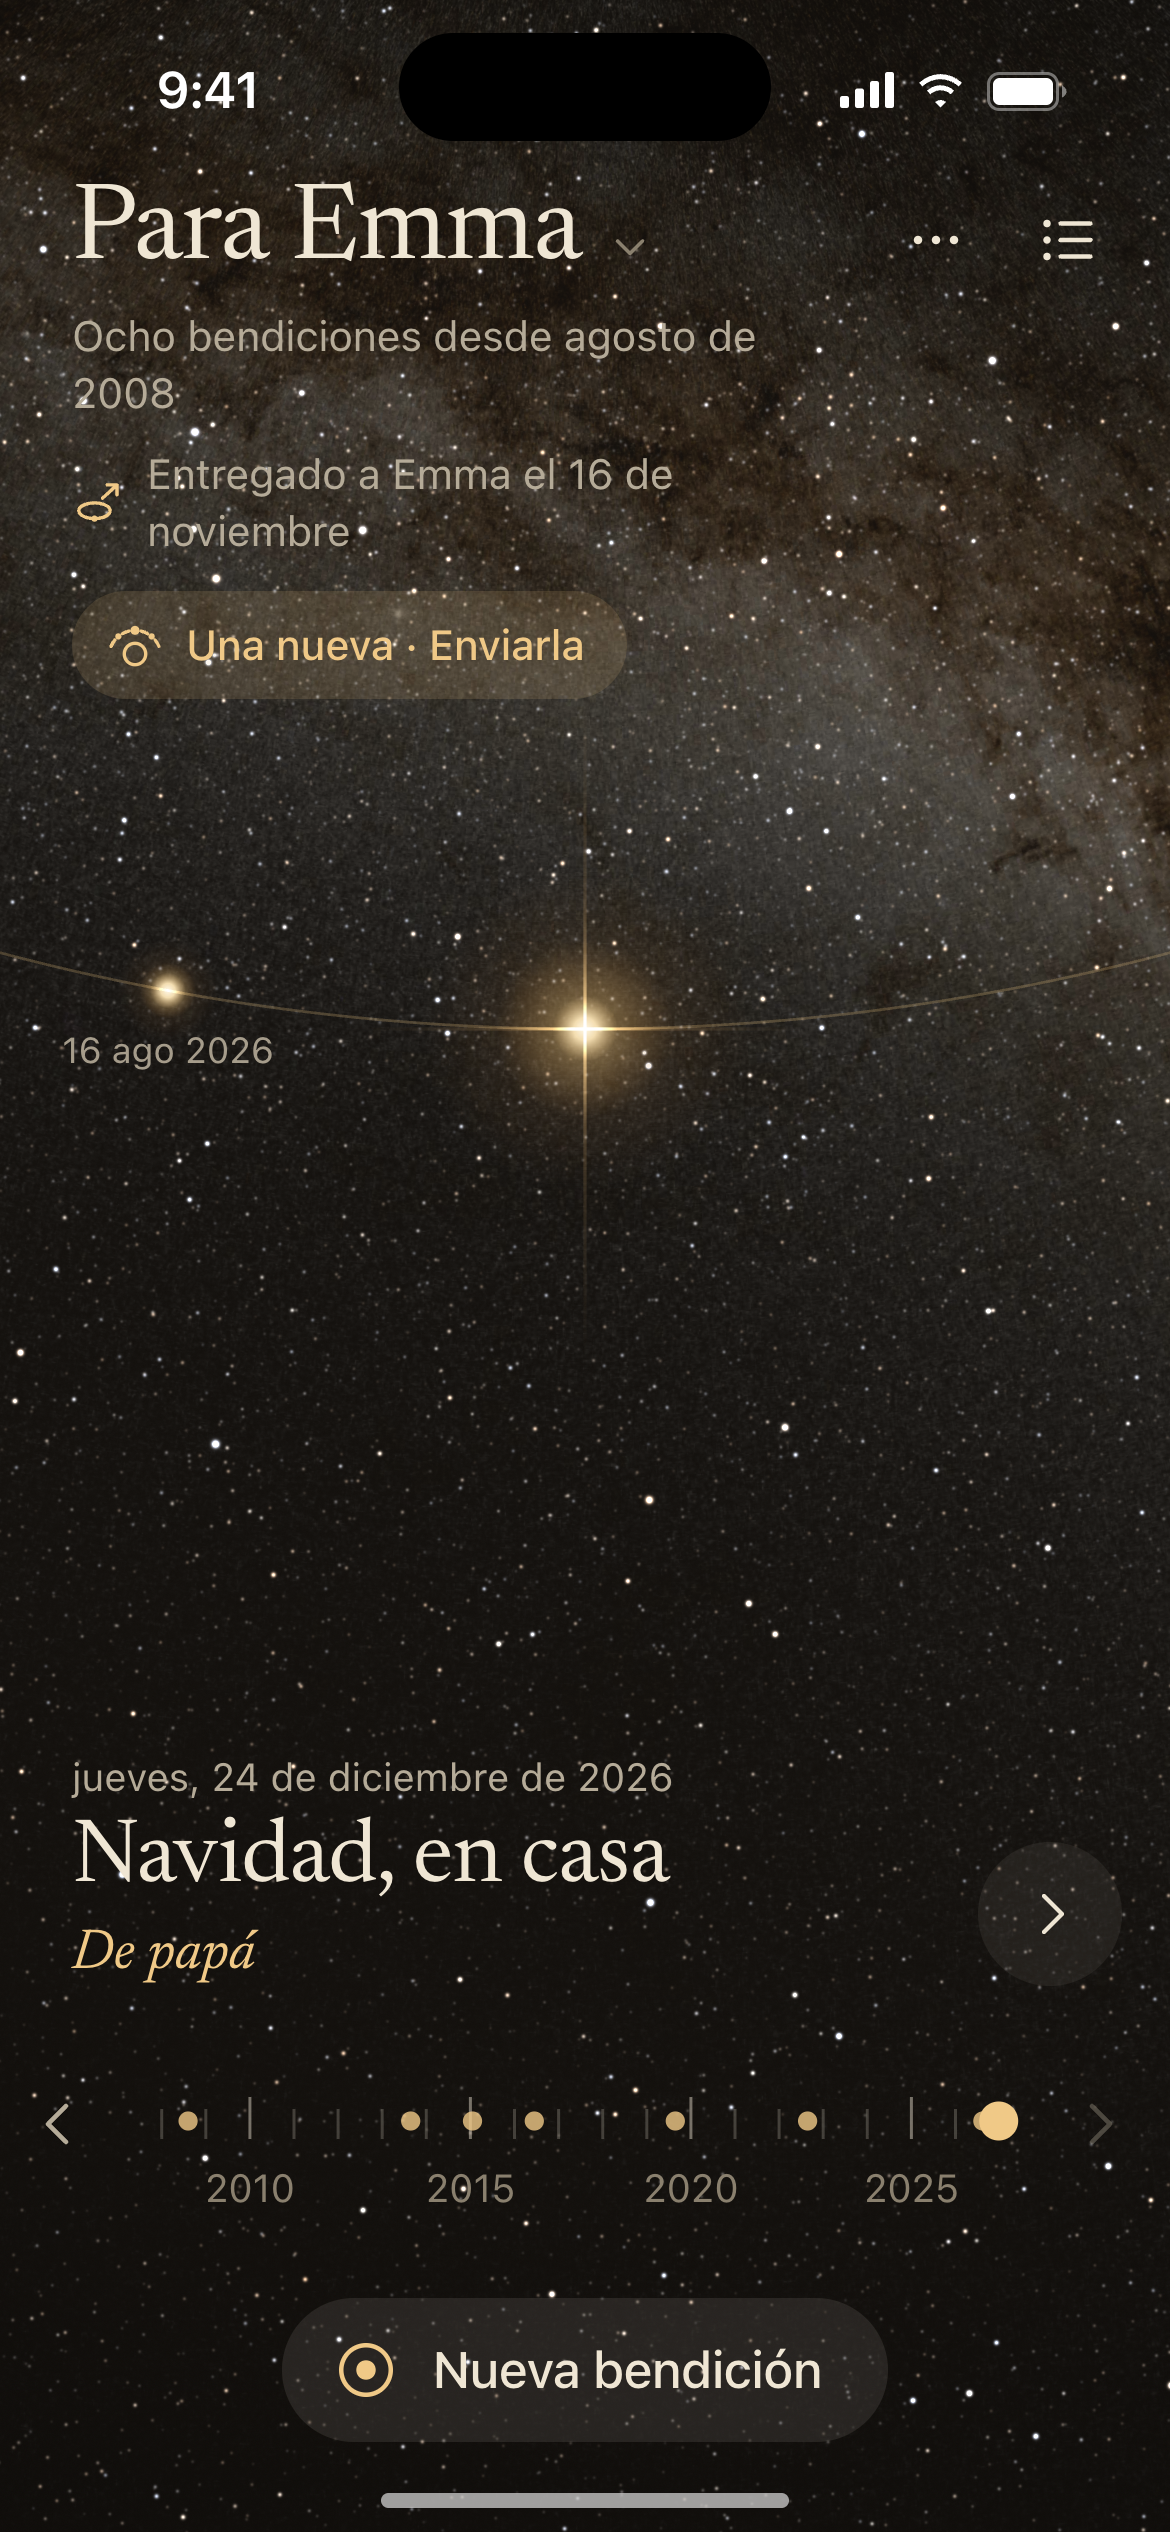 9:41
Para Emma
Ocho bendiciones desde agosto de
2008
Entregado a Emma el 16 de
noviembre
Una nueva · Enviarla
16 ago 2026
jueves, 24 de diciembre de 2026
Navidad, en casa
De papá
2010 2015 2020 2025
Nueva bendición